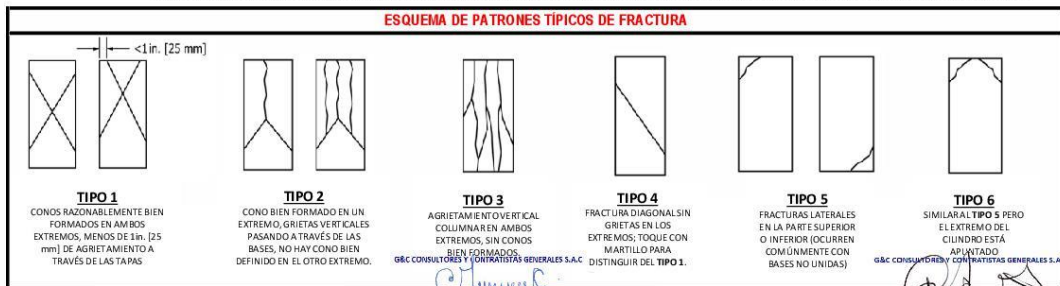 ESQUEMA DE PATRONES TÍPICOS DE FRACTURA
<1in. [25 mm]
TIPO 1
CONOS RAZONABLEMENTE BIEN
FORMADOS EN AMBOS
EXTREMOS, MENOS DE 1in. [25
mm] DE AGRIETAMIENTO A
TRAVÉS DE LAS TAPAS
TIPO 2
CONO BIEN FORMADO EN UN
EXTREMO, GRIETAS VERTICALES
PASANDO A TRAVÉS DE LAS
BASES, NO HAY CONO BIEN
DEFINIDO EN EL OTRO EXTREMO.
TIPO 3
AGRIETAMIENTO VERTICAL
COLUMNAR EN AMBOS
EXTREMOS, SIN CONOS
BIEN FORMADOS.
G&C CONSULTORES Y CONTRATISTAS GENERALES S.A.C
TIPO 4
FRACTURA DIAGONAL SIN
GRIETAS EN LOS
EXTREMOS; TOQUE CON
MARTILLO PARA
DISTINGUIR DEL TIPO 1.
TIPO 5
FRACTURAS LATERALES
EN LA PARTE SUPERIOR
O INFERIOR (OCURREN
COMÚNMENTE CON
BASES NO UNIDAS)
TIPO 6
SIMILAR AL TIPO 5 PERO
EL EXTREMO DEL
CILINDRO ESTÁ
APUNTADO
G&C CONSULTORES Y CONTRATISTAS GENERALES S.A